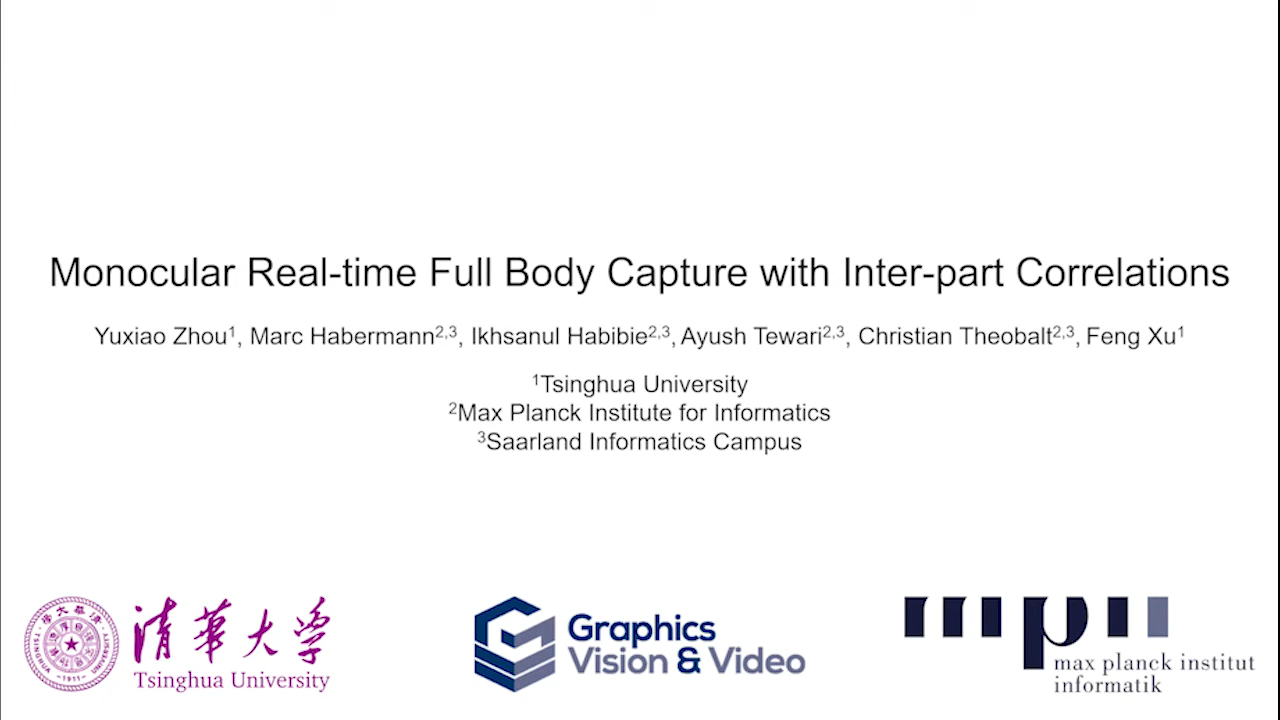 Monocular Real-time Full Body Capture with Inter-part Correlations
Yuxiao Zhou1, Marc Habermann2,3, Ikhsanul Habibie2,3, Ayush Tewari2,3, Christian Theobalt2,3, Feng Xu1
1Tsinghua University
2Max Planck Institute for Informatics
3Saarland Informatics Campus
清華大学
Tsinghua University
Graphics
Vision & Video
mpii
max planck institut
informatik